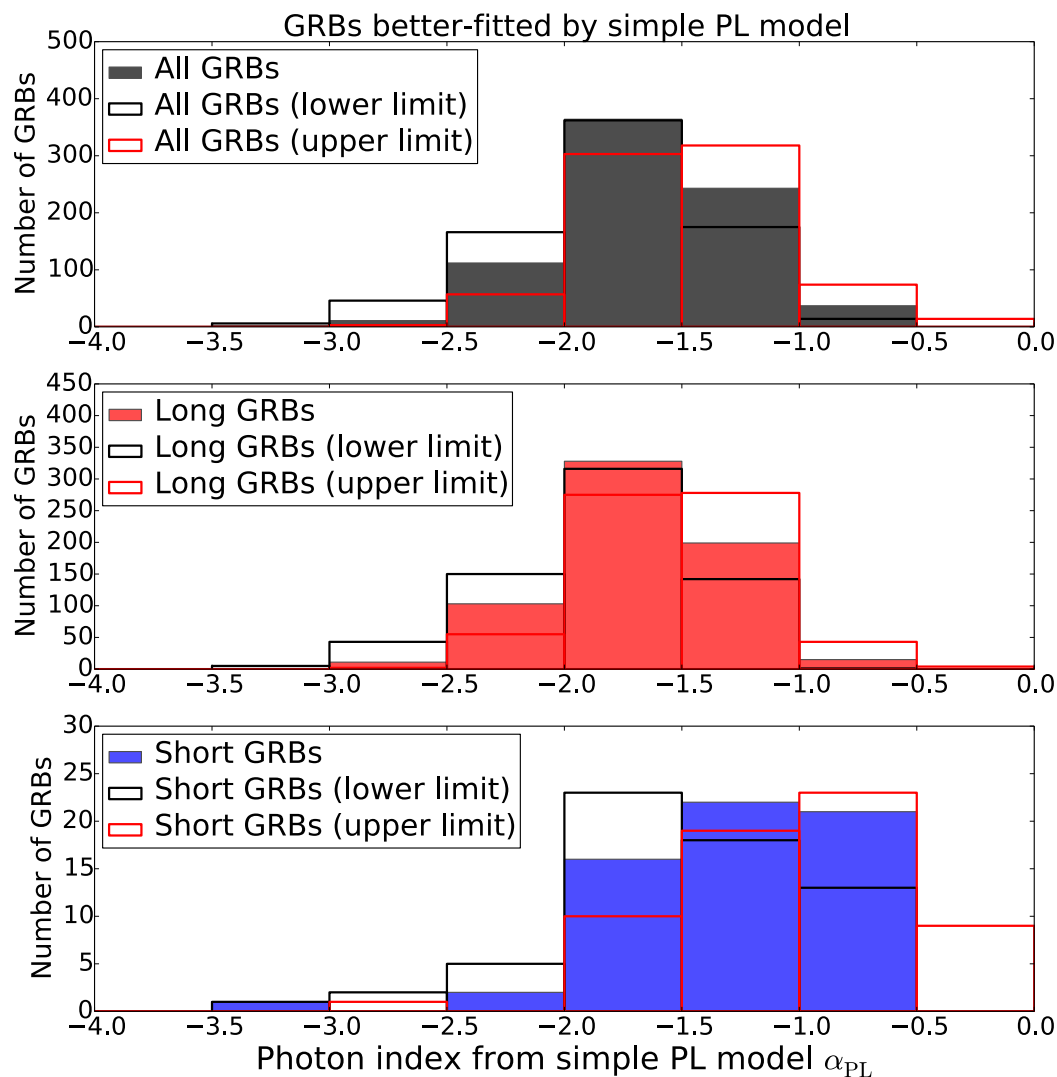 GRBs better-fitted by simple PL model
500
400
300
200
100
0
Number of GRBs
All GRBs
All GRBs (lower limit)
All GRBs (upper limit)
−4.0 −3.5 −3.0 −2.5 −2.0 −1.5 −1.0 −0.5 0.0
450
400
350
300
250
200
150
100
50
0
Number of GRBs
Long GRBs
Long GRBs (lower limit)
Long GRBs (upper limit)
−4.0 −3.5 −3.0 −2.5 −2.0 −1.5 −1.0 −0.5 0.0
30
25
20
15
10
5
0
Number of GRBs
Short GRBs
Short GRBs (lower limit)
Short GRBs (upper limit)
−4.0 −3.5 −3.0 −2.5 −2.0 −1.5 −1.0 −0.5 0.0
Photon index from simple PL model α_PL